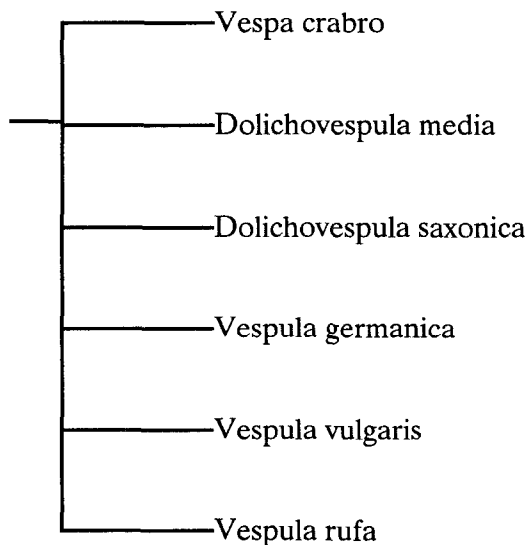 Vespa crabro
Dolichovespula media
Dolichovespula saxonica
Vespula germanica
Vespula vulgaris
Vespula rufa